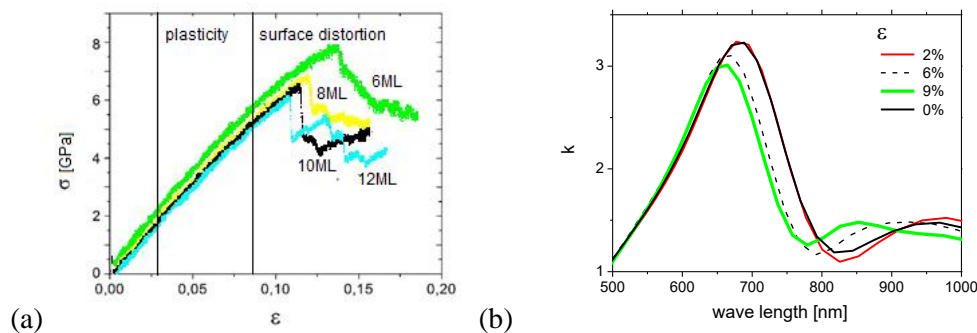 (a)
plasticity
surface distortion
8
6
4
2
0
σ [GPa]
6ML
8ML
10ML
12ML
0,00
0,05
0,10
0,15
0,20
ε
(b)
ε
2%
6%
9%
0%
3
2
1
k
500
600
700
800
900
1000
wave length [nm]